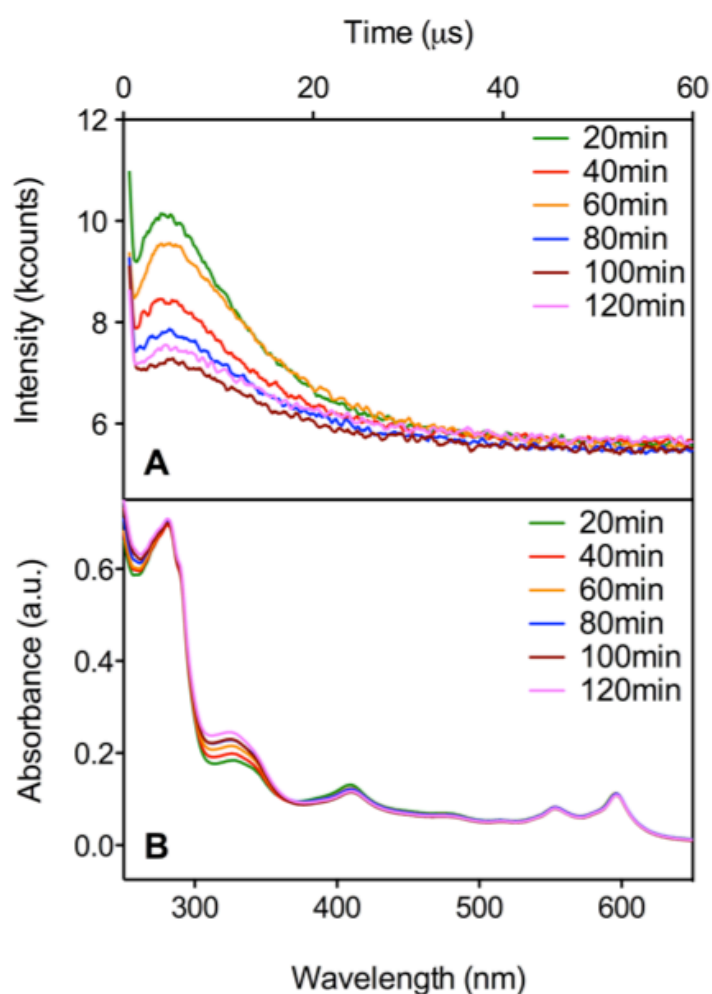 Time (μs)
0 20 40 60
12
10
8
6
Intensity (kcounts)
20min
40min
60min
80min
100min
120min
A
0.6
0.4
0.2
0.0
Absorbance (a.u.)
20min
40min
60min
80min
100min
120min
B
300 400 500 600
Wavelength (nm)